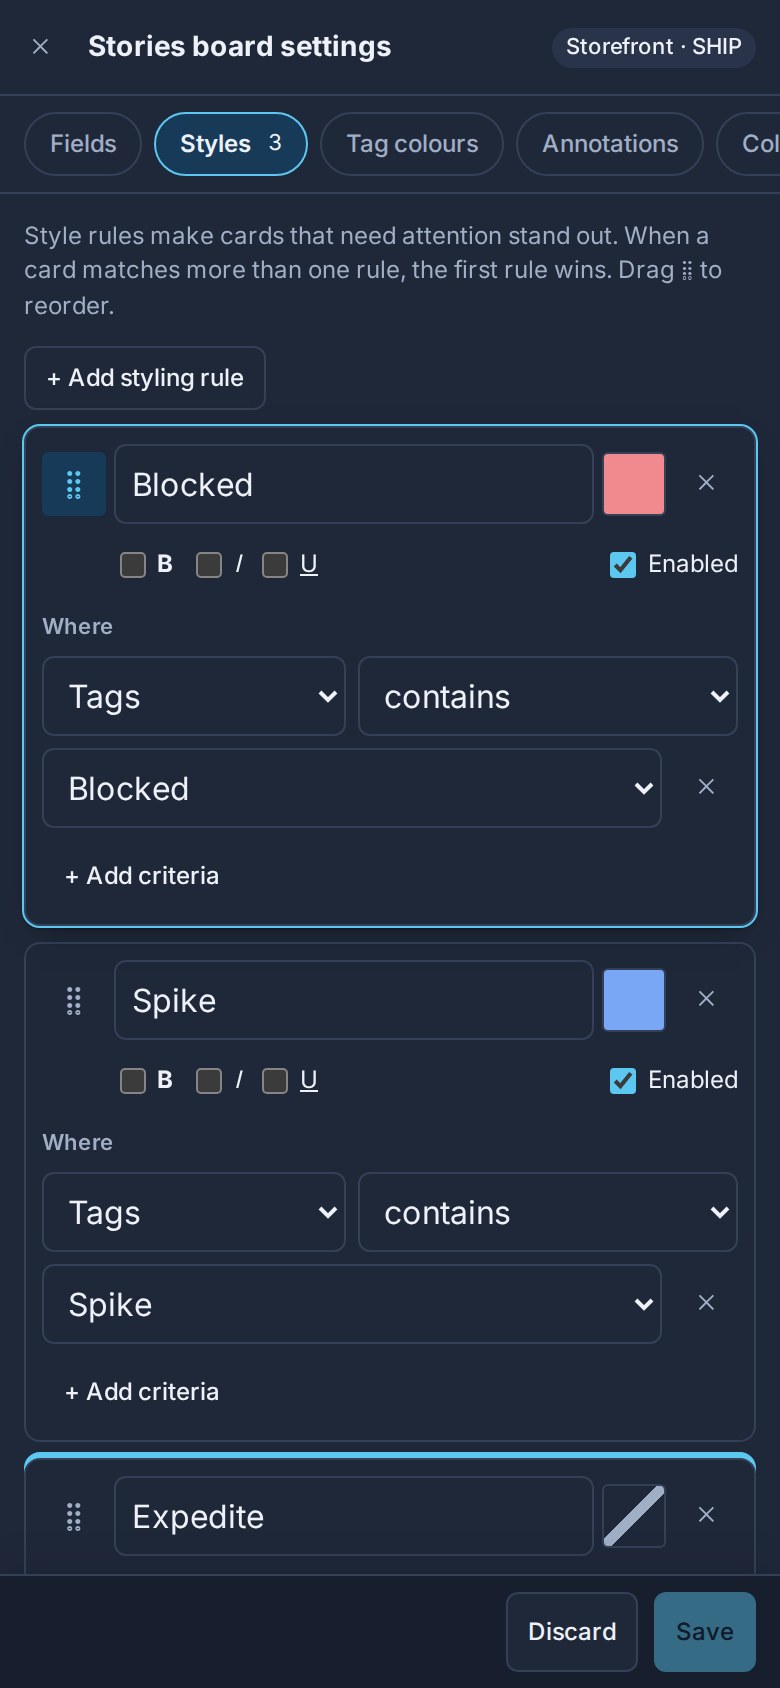 Stories board settings
Storefront · SHIP
Fields
Styles 3
Tag colours
Annotations
Col
Style rules make cards that need attention stand out. When a
card matches more than one rule, the first rule wins. Drag ⣿ to
reorder.
+ Add styling rule
Blocked
B
I
U
Enabled
Where
Tags
contains
Blocked
+ Add criteria
Spike
B
I
U
Enabled
Where
Tags
contains
Spike
+ Add criteria
Expedite
Discard
Save